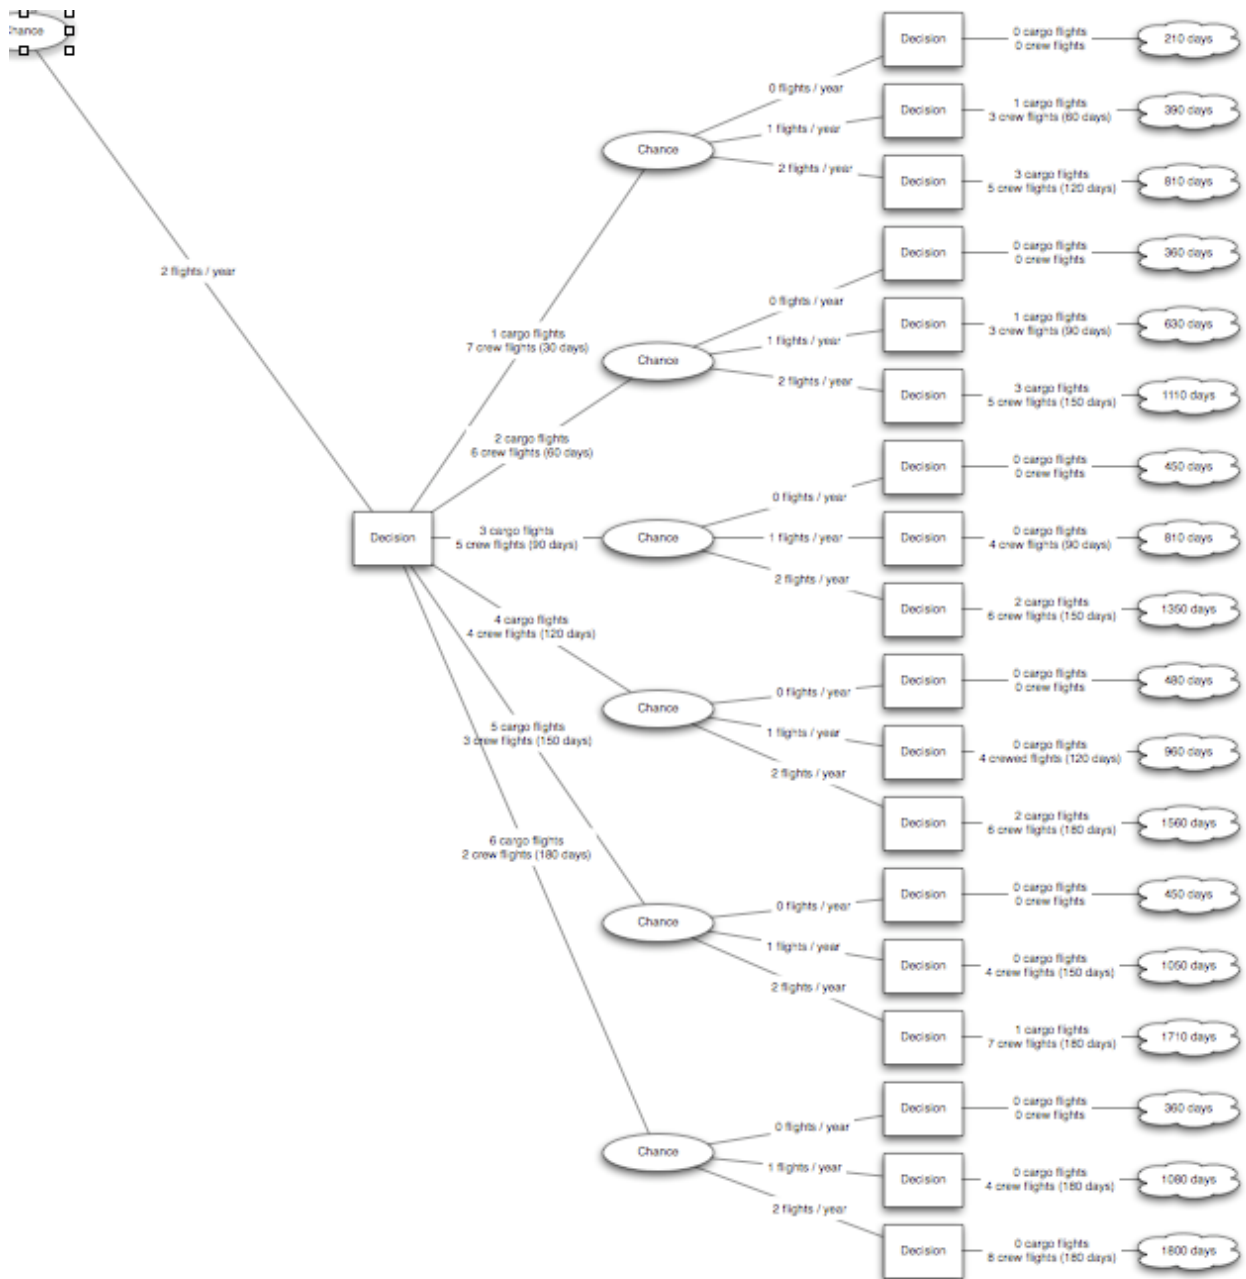 Chance
2 flights / year
Decision
1 cargo flights
7 crew flights (30 days)
2 cargo flights
6 crew flights (60 days)
3 cargo flights
5 crew flights (90 days)
4 cargo flights
4 crew flights (120 days)
5 cargo flights
3 crew flights (150 days)
6 cargo flights
2 crew flights (180 days)
Chance
0 flights / year
Decision
0 cargo flights
0 crew flights
210 days
1 flights / year
Decision
1 cargo flights
3 crew flights (60 days)
390 days
2 flights / year
Decision
3 cargo flights
5 crew flights (120 days)
810 days
Chance
0 flights / year
Decision
0 cargo flights
0 crew flights
360 days
1 flights / year
Decision
1 cargo flights
3 crew flights (90 days)
630 days
2 flights / year
Decision
3 cargo flights
5 crew flights (150 days)
1110 days
Chance
0 flights / year
Decision
0 cargo flights
0 crew flights
450 days
1 flights / year
Decision
0 cargo flights
4 crew flights (90 days)
810 days
2 flights / year
Decision
2 cargo flights
6 crew flights (150 days)
1350 days
Chance
0 flights / year
Decision
0 cargo flights
0 crew flights
480 days
1 flights / year
Decision
0 cargo flights
4 crewed flights (120 days)
960 days
2 flights / year
Decision
2 cargo flights
6 crew flights (180 days)
1560 days
Chance
0 flights / year
Decision
0 cargo flights
0 crew flights
450 days
1 flights / year
Decision
0 cargo flights
4 crew flights (150 days)
1050 days
2 flights / year
Decision
1 cargo flights
7 crew flights (180 days)
1710 days
Chance
0 flights / year
Decision
0 cargo flights
0 crew flights
360 days
1 flights / year
Decision
0 cargo flights
4 crew flights (180 days)
1080 days
2 flights / year
Decision
0 cargo flights
8 crew flights (180 days)
1800 days